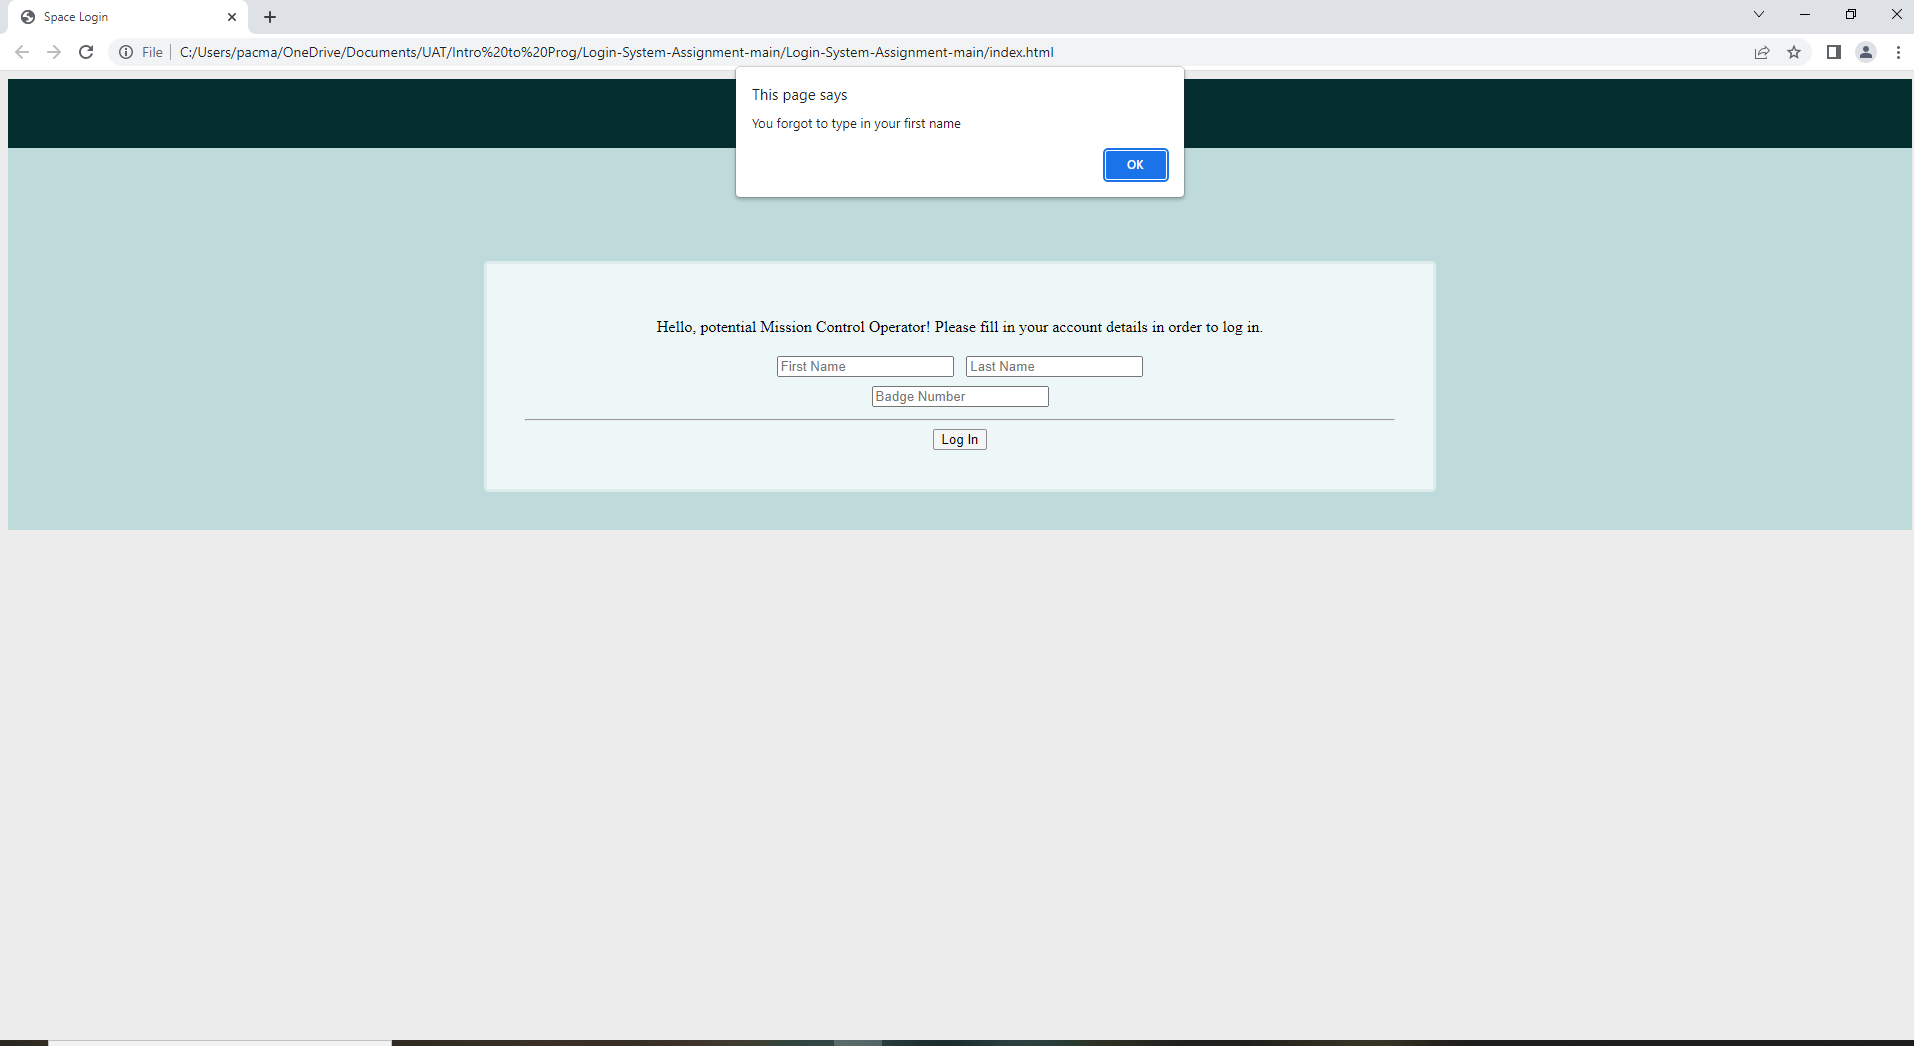 Space Login
File
C:/Users/pacma/OneDrive/Documents/UAT/Intro%20to%20Prog/Login-System-Assignment-main/Login-System-Assignment-main/index.html
This page says
You forgot to type in your first name
OK
Hello, potential Mission Control Operator! Please fill in your account details in order to log in.
First Name Last Name
Badge Number
Log In